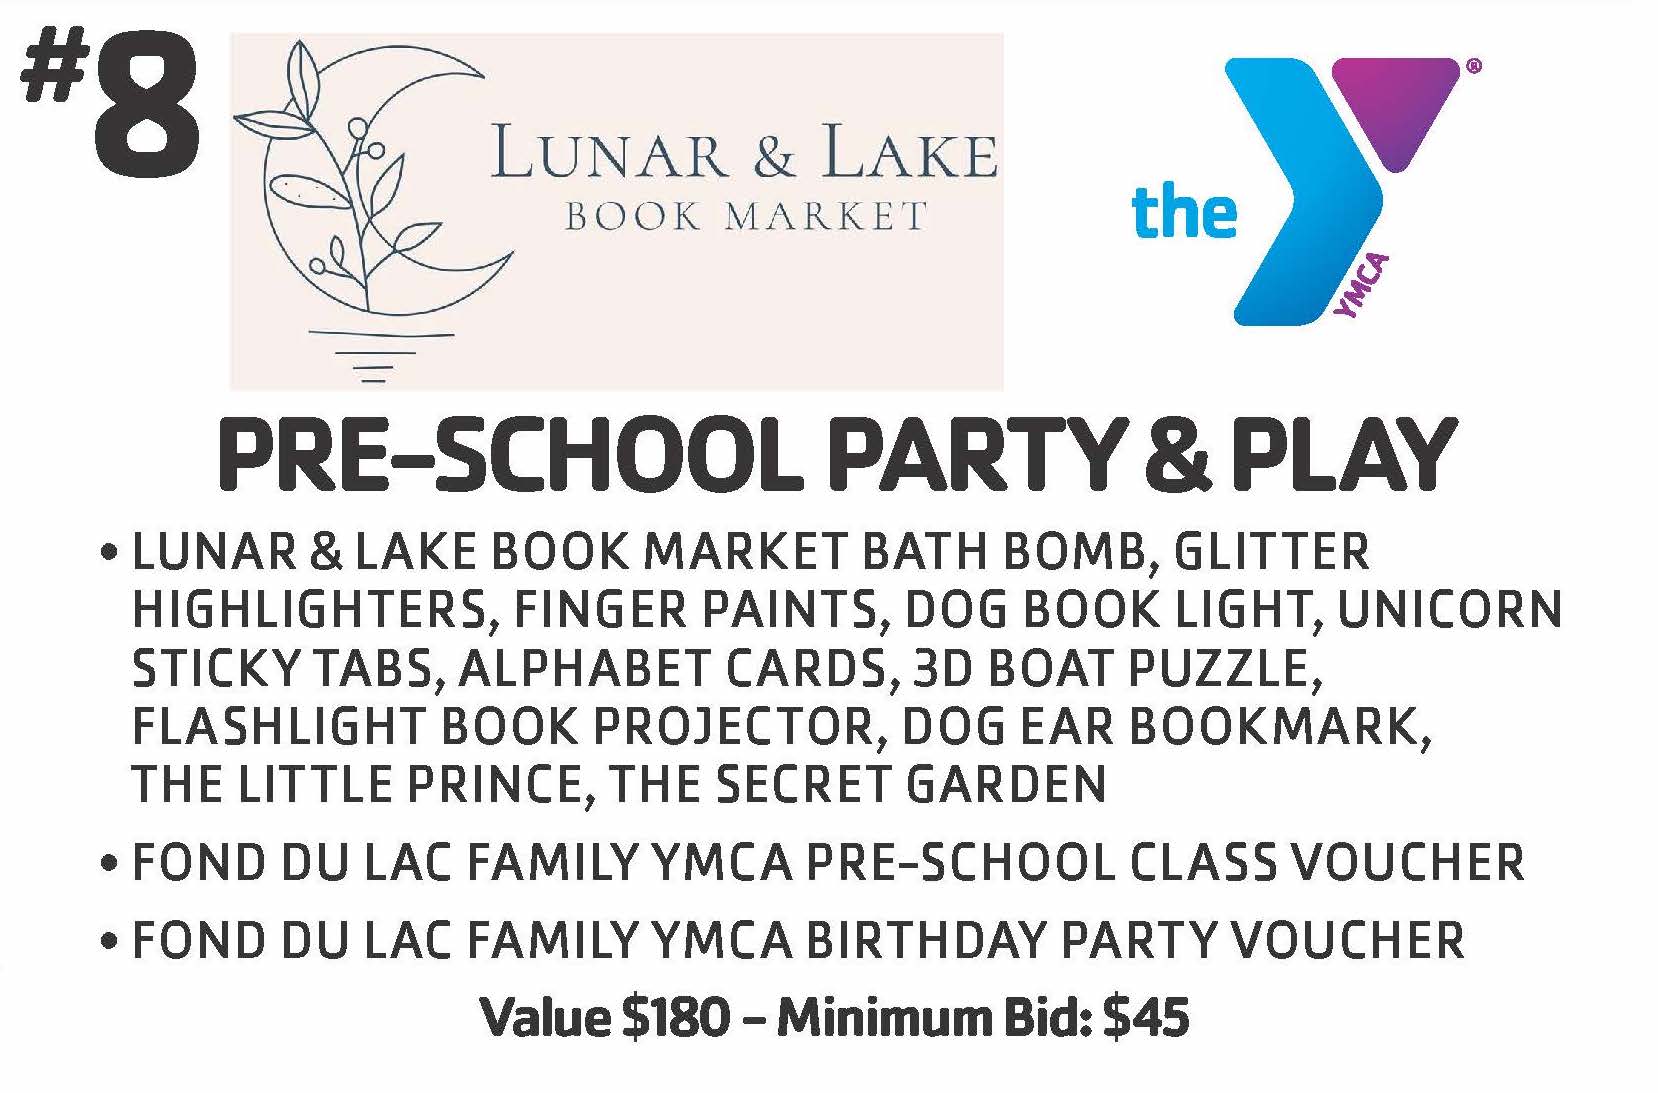 #8
LUNAR & LAKE
BOOK MARKET
the
YMCA
®
PRE-SCHOOL PARTY & PLAY
• LUNAR & LAKE BOOK MARKET BATH BOMB, GLITTER
HIGHLIGHTERS, FINGER PAINTS, DOG BOOK LIGHT, UNICORN
STICKY TABS, ALPHABET CARDS, 3D BOAT PUZZLE,
FLASHLIGHT BOOK PROJECTOR, DOG EAR BOOKMARK,
THE LITTLE PRINCE, THE SECRET GARDEN
• FOND DU LAC FAMILY YMCA PRE-SCHOOL CLASS VOUCHER
• FOND DU LAC FAMILY YMCA BIRTHDAY PARTY VOUCHER
Value $180 - Minimum Bid: $45